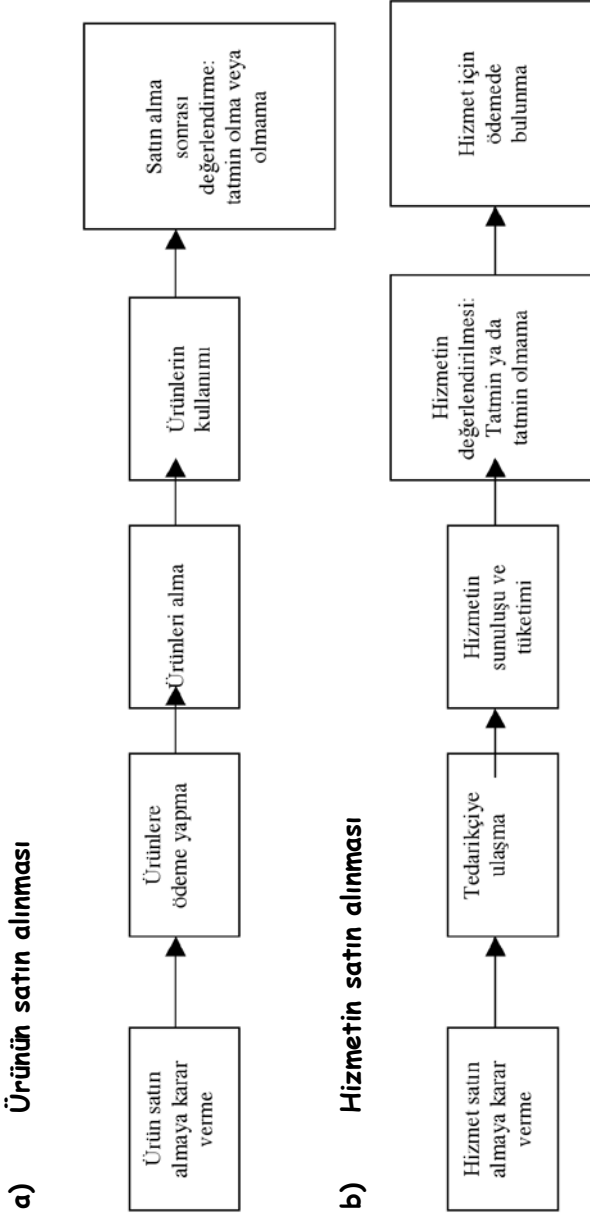 a) Ürünün satın alınması
Ürün satın
almaya karar
verme
Ürünlere
ödeme yapma
Ürünleri alma
Ürünlerin
kullanımı
Satın alma
sonrası
değerlendirme:
tatmin olma veya
olmama
b) Hizmetin satın alınması
Hizmet satın
almaya karar
verme
Tedarikçiye
ulaşma
Hizmetin
sunuluşu ve
tüketimi
Hizmetin
değerlendirilmesi:
Tatmin ya da
tatmin olmama
Hizmet için
ödemede
bulunma